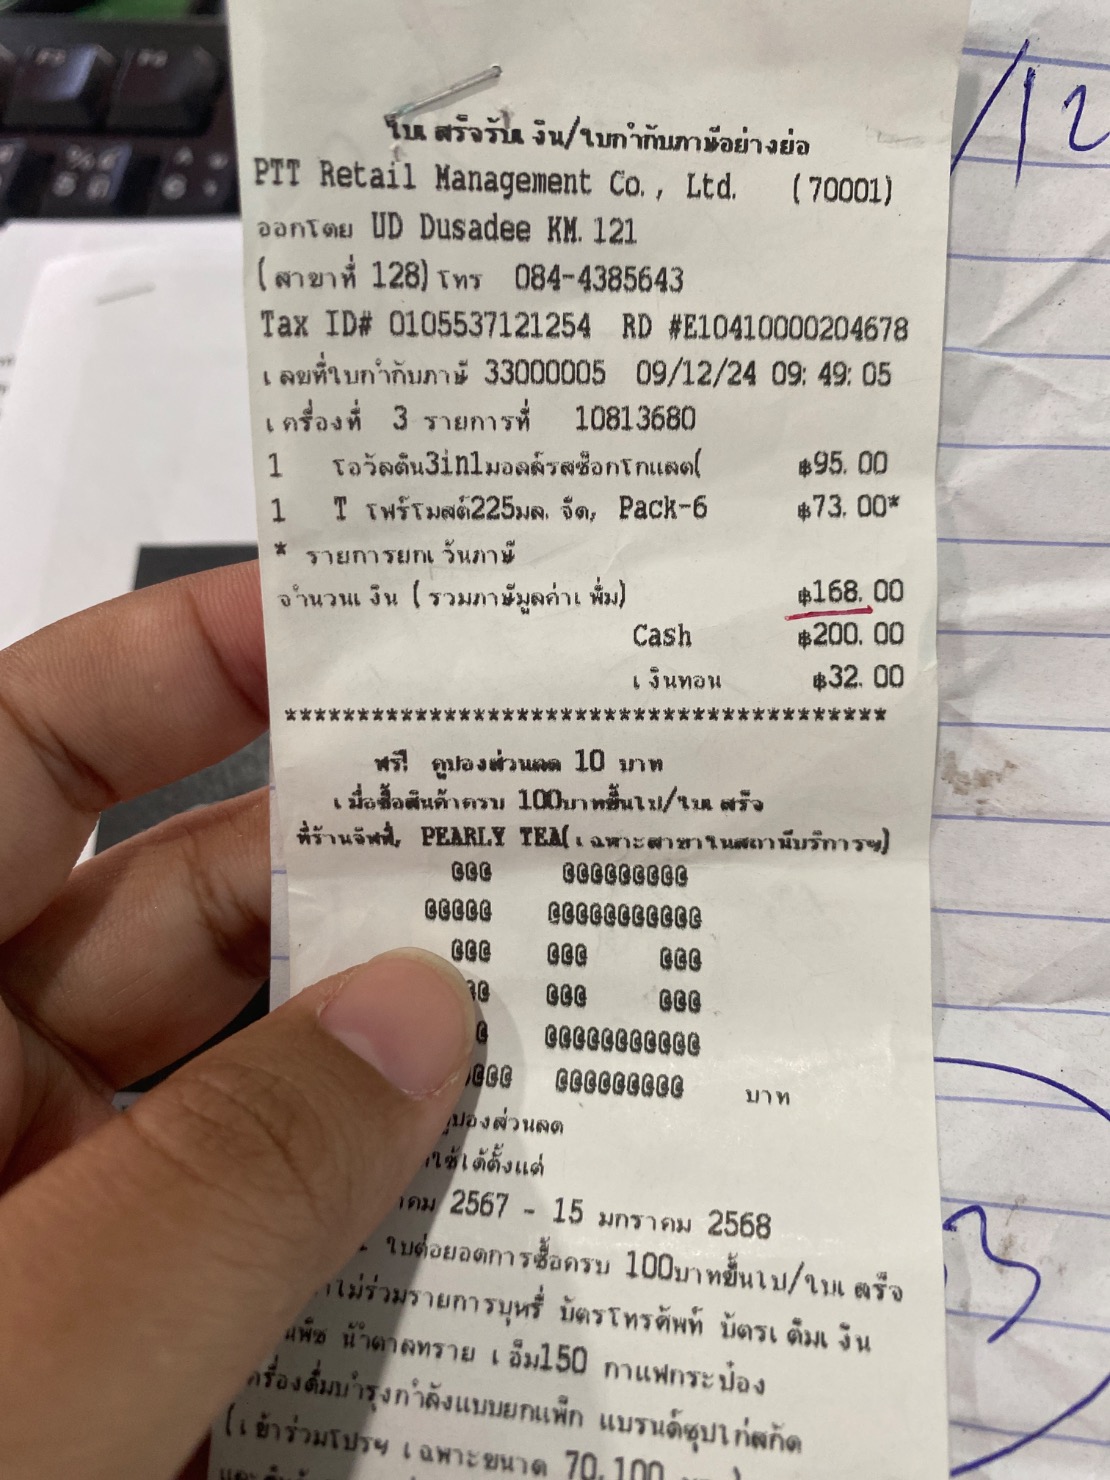 ใบเสร็จรับเงิน/ใบกำกับภาษีอย่างย่อ
PTT Retail Management Co., Ltd. (70001)
ออกโดย UD Dusadee KM.121
(สาขาที่ 128) โทร 084-4385643
Tax ID# 0105537121254 RD #E10410000204678
เลขที่ใบกำกับภาษี 33000005 09/12/24 09:49:05
เครื่องที่ 3 รายการที่ 10813680
1 โอวัลติน3in1มอลล์รสช็อกโกแลต( ฿95.00
1 T โฟร์โมสต์225มล. จืด, Pack-6 ฿73.00*
* รายการยกเว้นภาษี
จำนวนเงิน (รวมภาษีมูลค่าเพิ่ม) ฿168.00
Cash ฿200.00
เงินทอน ฿32.00
*****************************************
ฟรี! คูปองส่วนลด 10 บาท
เมื่อซื้อสินค้าครบ 100บาทขึ้นไป/ใบเสร็จ
ที่ร้านจิฟฟี่, PEARLY TEA(เฉพาะสาขาในสถานีบริการฯ)
@@@ @@@@@@@@@
@@@@@ @@@@@@@@@@@
@@@ @@@ @@@
@@ @@@ @@@
@ @@@@@@@@@@@
@@@@ @@@@@@@@@ บาท
คูปองส่วนลด
ใช้ได้ตั้งแต่
าคม 2567 - 15 มกราคม 2568
ใบต่อยอดการซื้อครบ 100บาทขึ้นไป/ใบเสร็จ
ไม่ร่วมรายการบุหรี่ บัตรโทรศัพท์ บัตรเติมเงิน
น้ำตาลทราย เอ็ม150 กาแฟกระป๋อง
ครื่องดื่มบำรุงกำลังแบบยกแพ็ก แบรนด์ซุปไก่สกัด
(เข้าร่วมโปรฯ เฉพาะขนาด 70,100
/12
3